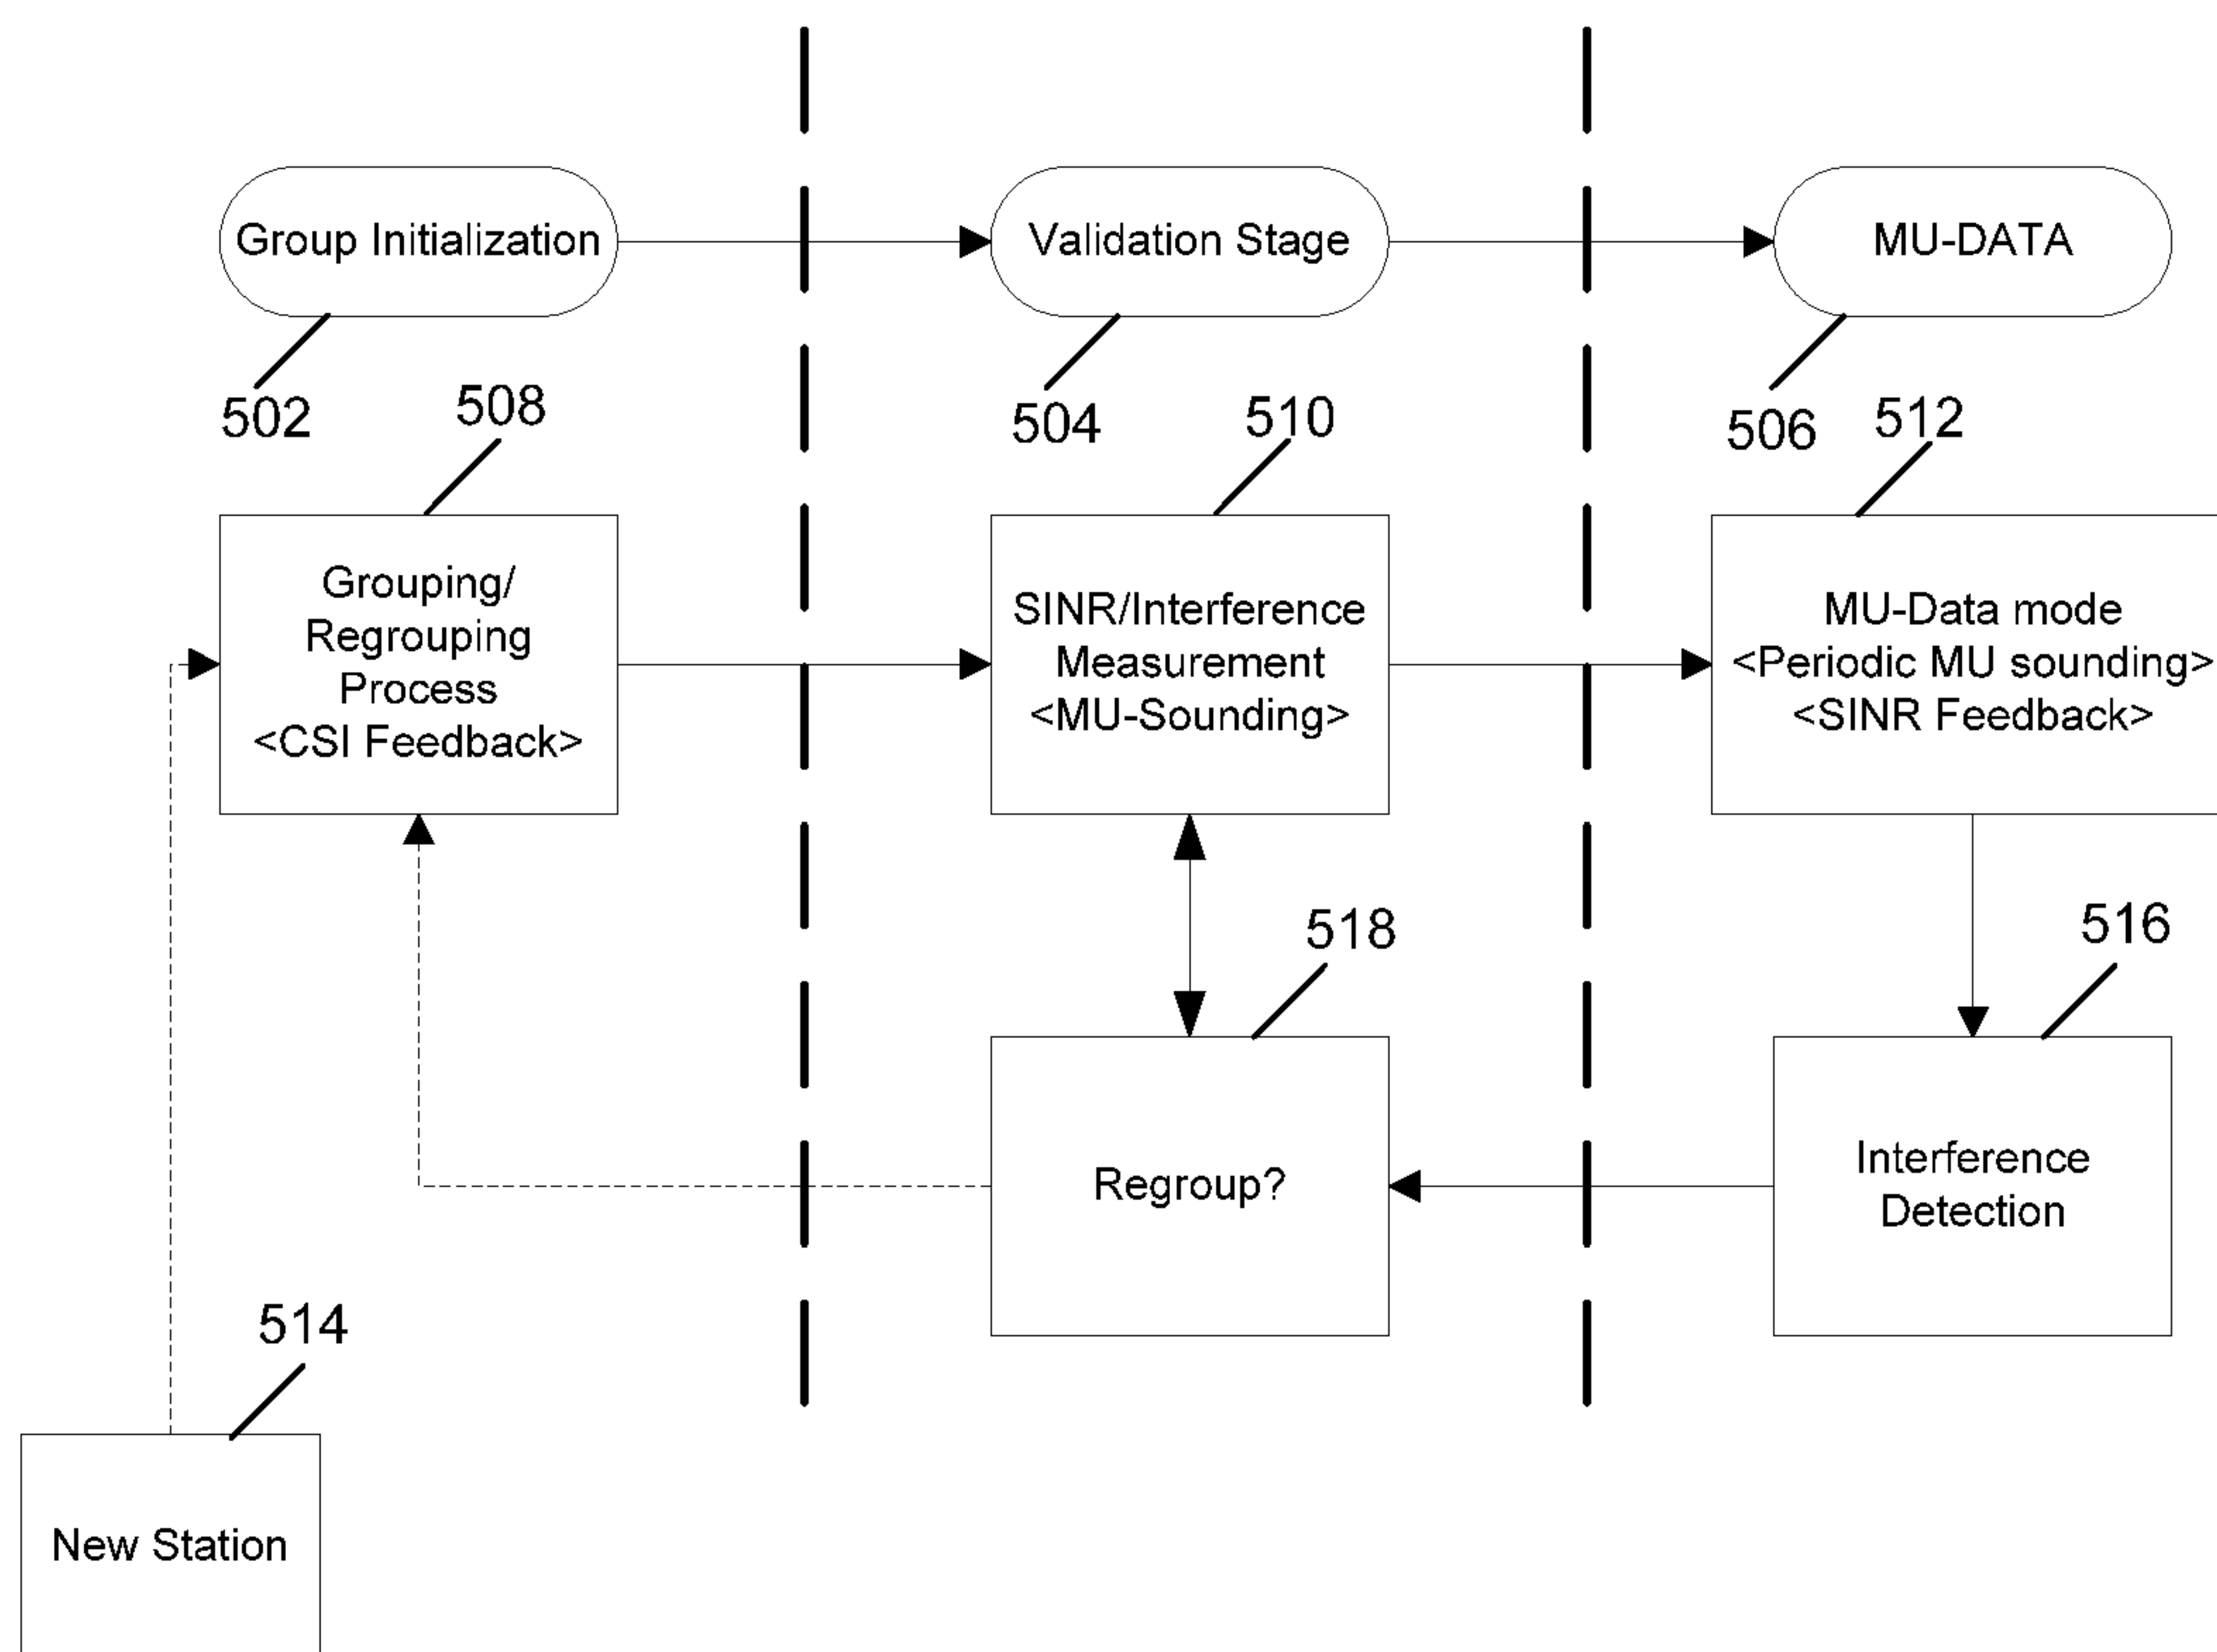 Group Initialization
Validation Stage
MU-DATA
502
508
504
510
506
512
Grouping/
Regrouping
Process
<CSI Feedback>
SINR/Interference
Measurement
<MU-Sounding>
MU-Data mode
<Periodic MU sounding>
<SINR Feedback>
518
516
Regroup?
Interference
Detection
514
New Station